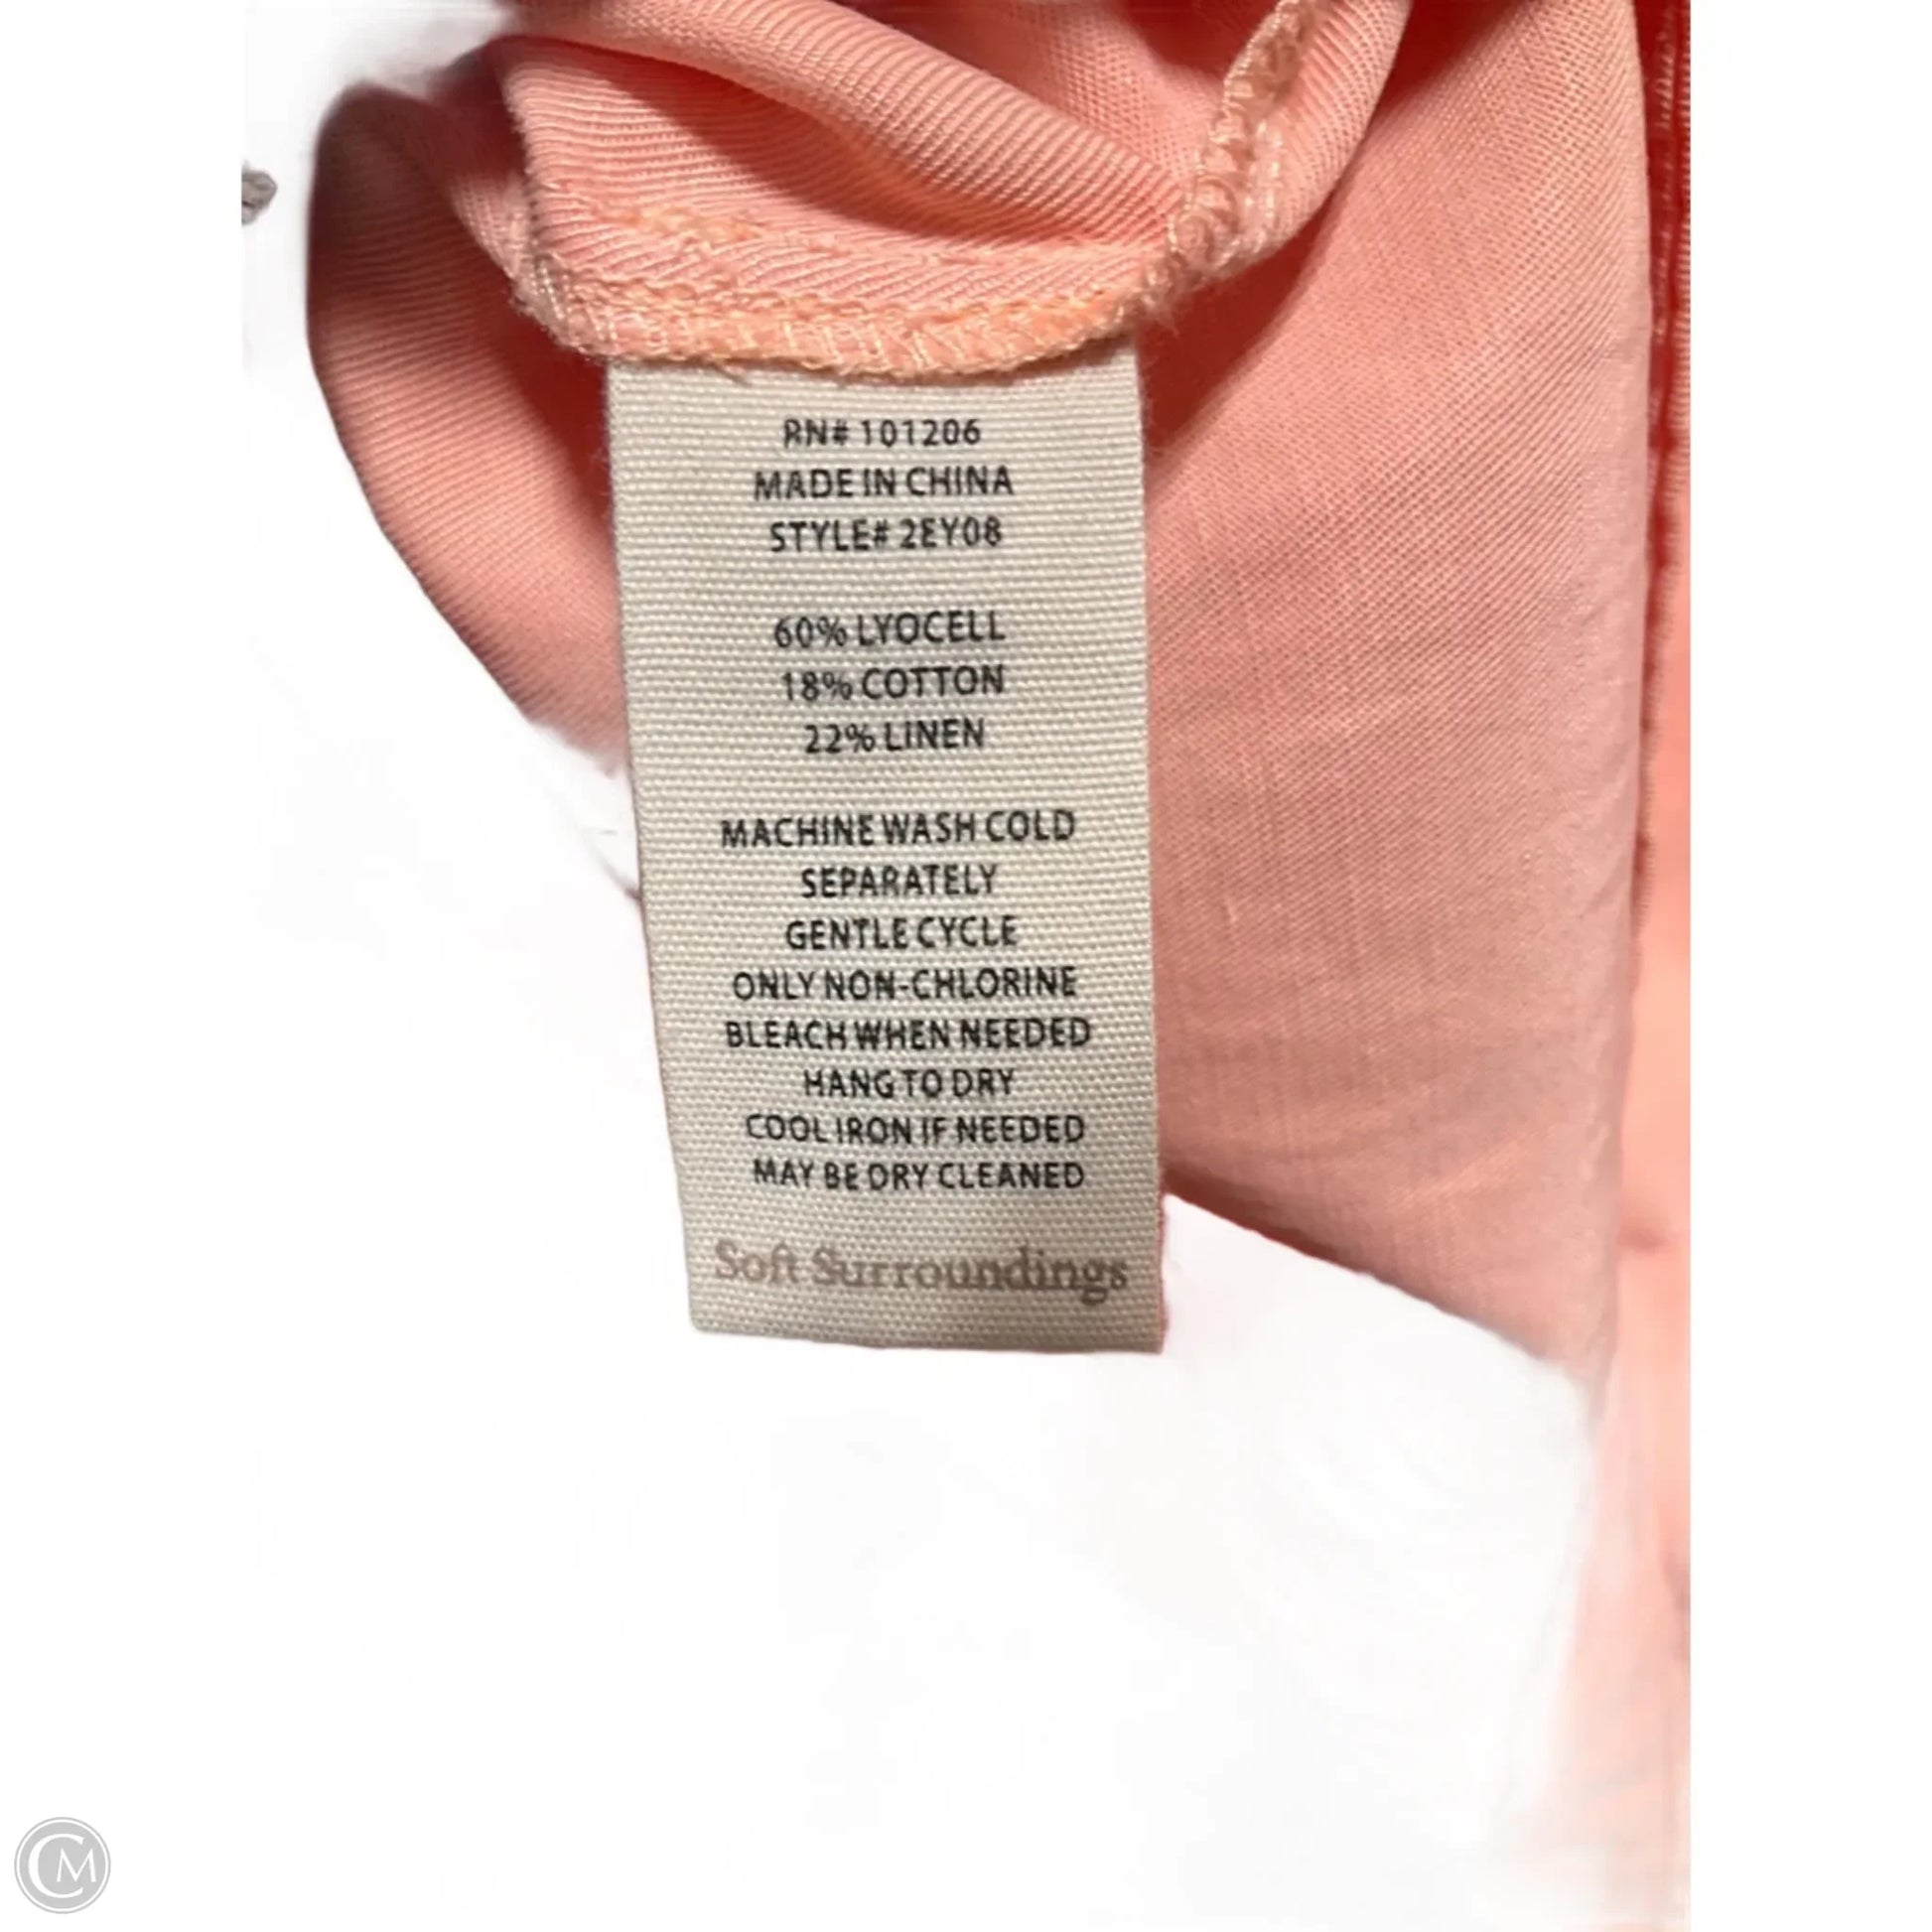 RN# 101206
MADE IN CHINA
STYLE# 2EY08
60% LYOCELL
18% COTTON
22% LINEN
MACHINE WASH COLD
SEPARATELY
GENTLE CYCLE
ONLY NON-CHLORINE
BLEACH WHEN NEEDED
HANG TO DRY
COOL IRON IF NEEDED
MAY BE DRY CLEANED
Soft Surroundings
CM